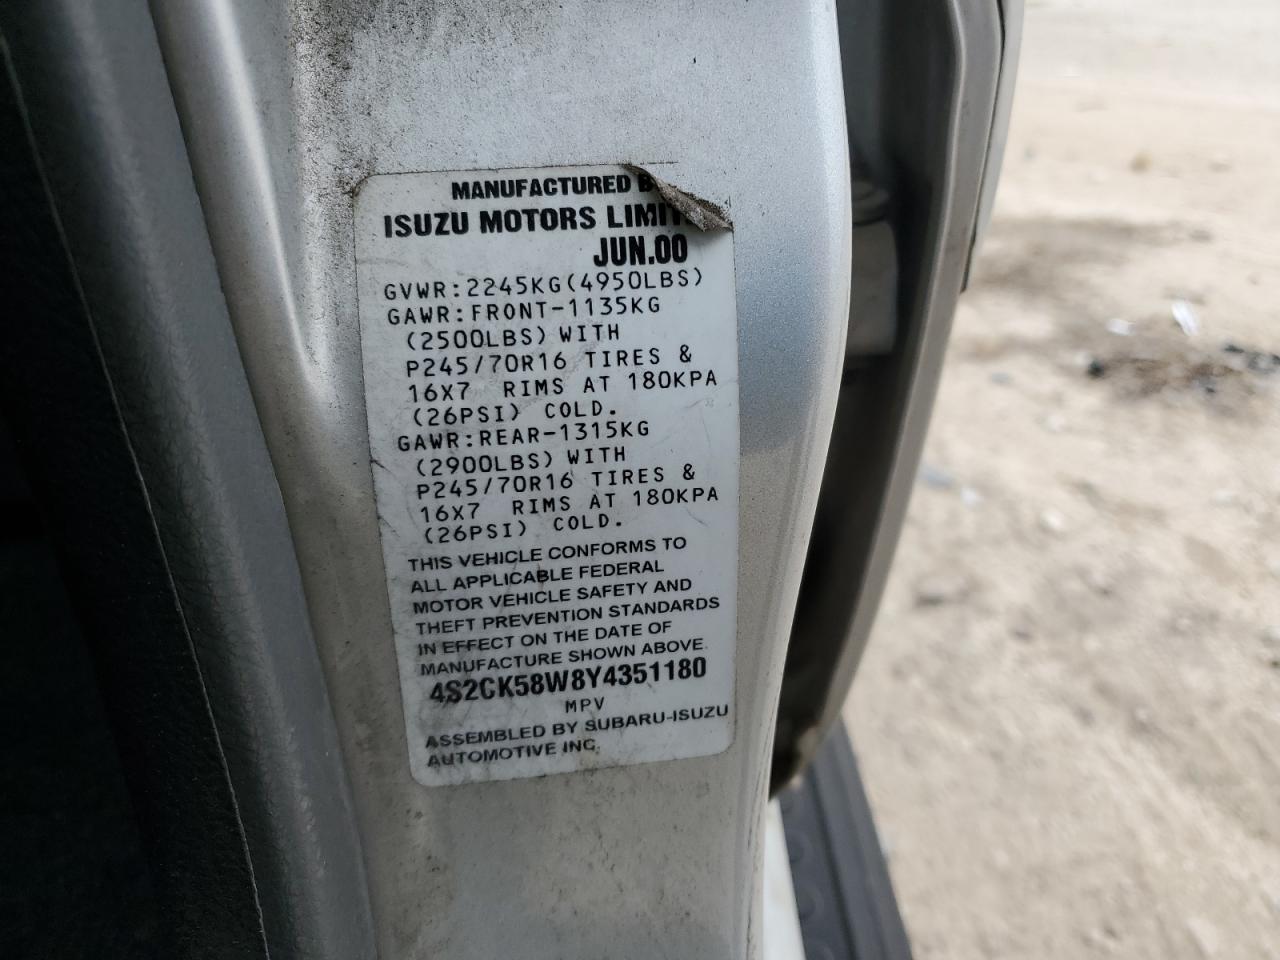 MANUFACTURED B
ISUZU MOTORS LIMIT
JUN.00
GVWR:2245KG(4950LBS)
GAWR:FRONT-1135KG
(2500LBS) WITH
P245/70R16 TIRES &
16X7 RIMS AT 180KPA
(26PSI) COLD.
GAWR:REAR-1315KG
(2900LBS) WITH
P245/70R16 TIRES &
16X7 RIMS AT 180KPA
(26PSI) COLD.
THIS VEHICLE CONFORMS TO
ALL APPLICABLE FEDERAL
MOTOR VEHICLE SAFETY AND
THEFT PREVENTION STANDARDS
IN EFFECT ON THE DATE OF
MANUFACTURE SHOWN ABOVE.
4S2CK58W8Y4351180
MPV
ASSEMBLED BY SUBARU-ISUZU
AUTOMOTIVE INC.